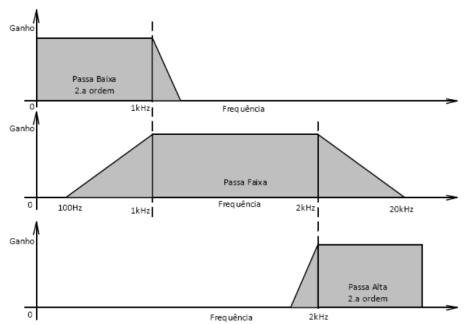 Ganho
Passa Baixa
2.a ordem
0
1kHz
Frequência
Ganho
Passa Faixa
0
100Hz
1kHz
Frequência
2kHz
20kHz
Ganho
Passa Alta
2.a ordem
0
Frequência
2kHz